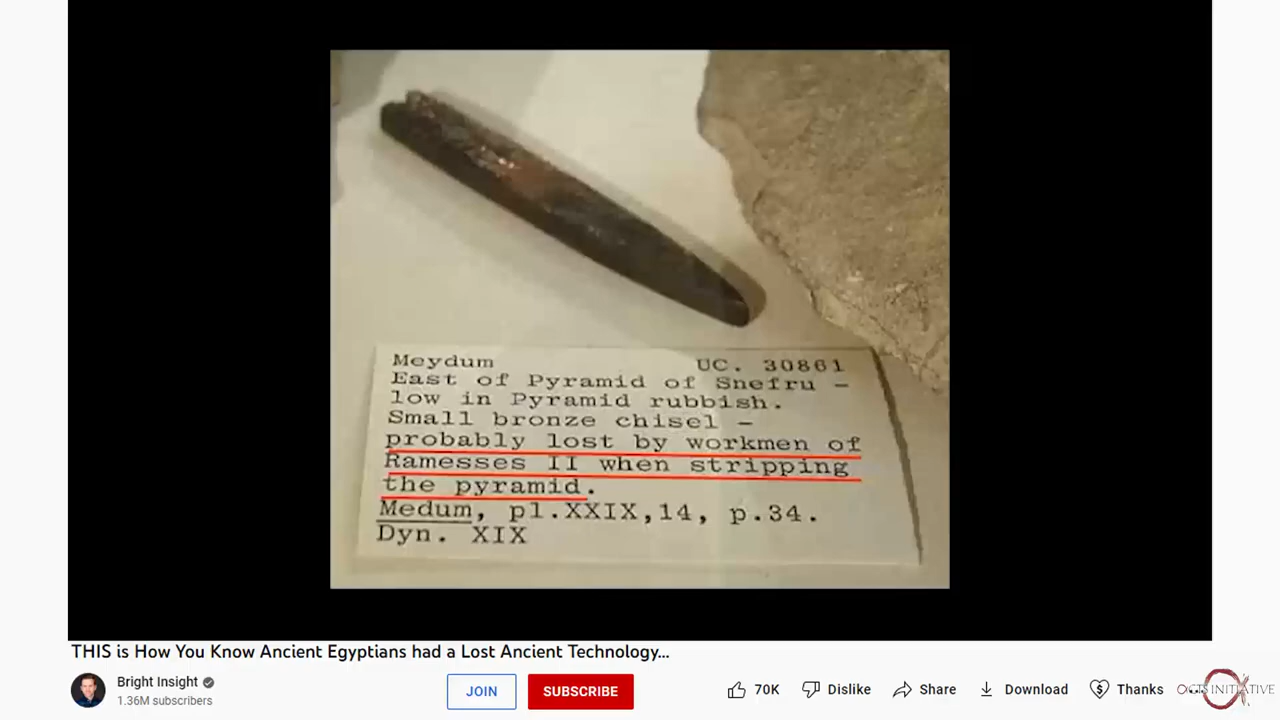 Meydum UC. 30861
East of Pyramid of Snefru -
low in Pyramid rubbish.
Small bronze chisel -
probably lost by workmen of
Ramesses II when stripping
the pyramid.
Medum, pl.XXIX,14, p.34.
Dyn. XIX
THIS is How You Know Ancient Egyptians had a Lost Ancient Technology...
Bright Insight
1.36M subscribers
JOIN
SUBSCRIBE
70K
Dislike
Share
Download
Thanks
INITIATIVE